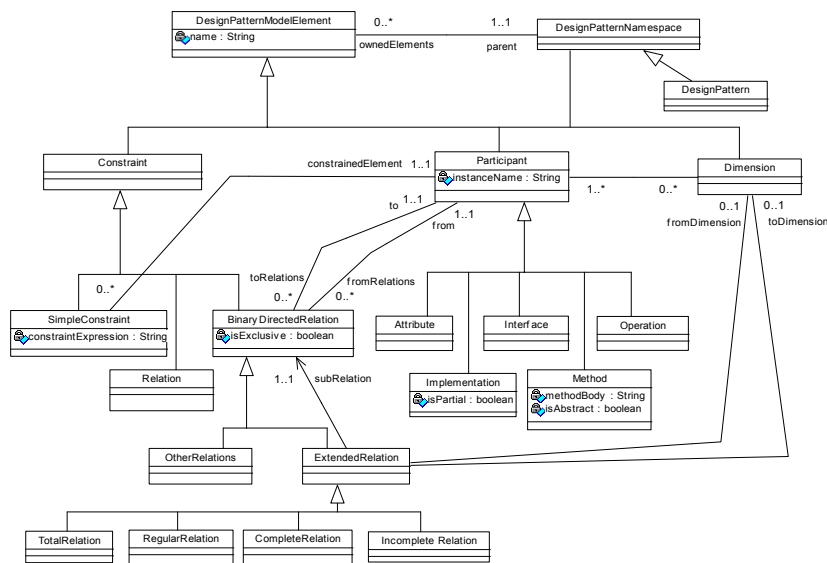 DesignPatternModelElement
name : String
0..*
ownedElements
1..1
parent
DesignPatternNamespace
DesignPattern
Constraint
constrainedElement
1..1
Participant
instanceName : String
1..*
0..*
Dimension
to
1..1
1..1
from
0..1
fromDimension
0..1
toDimension
toRelations
0..*
fromRelations
0..*
0..*
SimpleConstraint
constraintExpression : String
BinaryDirectedRelation
isExclusive : boolean
Attribute
Interface
Operation
Relation
1..1
subRelation
Implementation
isPartial : boolean
Method
methodBody : String
isAbstract : boolean
OtherRelations
ExtendedRelation
TotalRelation
RegularRelation
CompleteRelation
Incomplete Relation